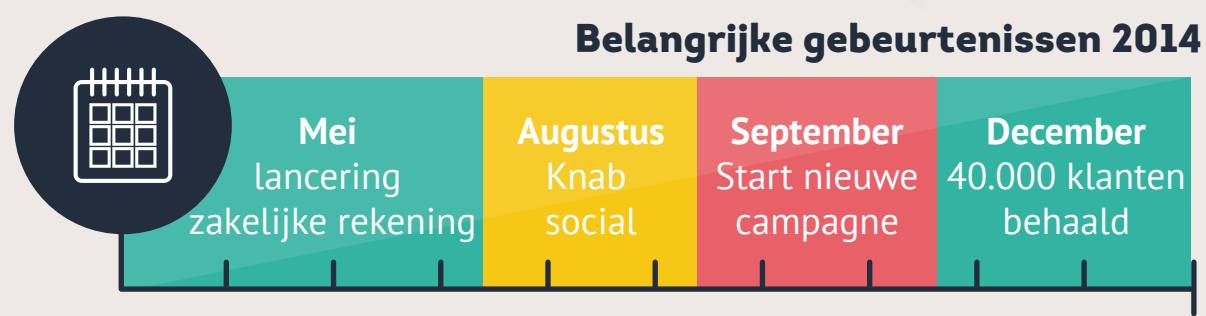 Belangrijke gebeurtenissen 2014
Mei
lancering
zakelijke rekening
Augustus
Knab
social
September
Start nieuwe
campagne
December
40.000 klanten
behaald